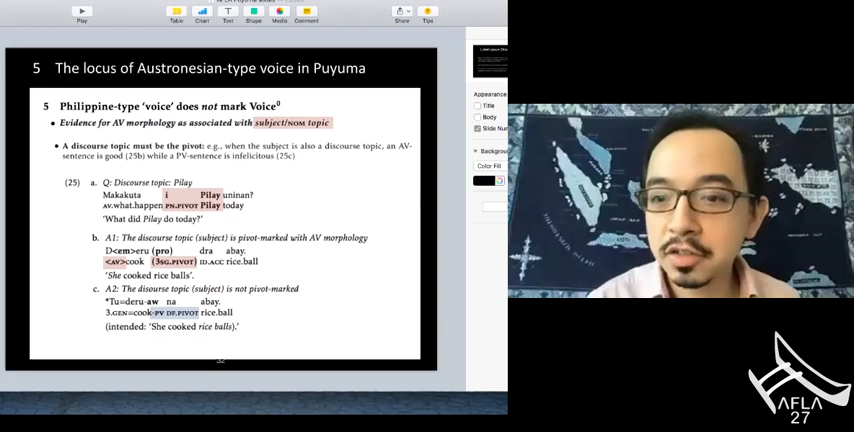 Play
Table
Chart
Text
Shape
Media
Comment
Share
Tips
5 The locus of Austronesian-type voice in Puyuma
5 Philippine-type ‘voice’ does not mark Voice⁰
• Evidence for AV morphology as associated with subject/NOM topic
• A discourse topic must be the pivot: e.g., when the subject is also a discourse topic, an AV-
sentence is good (25b) while a PV-sentence is infelicitous (25c)
(25) a. Q: Discourse topic: Pilay
Makakuta i Pilay uninan?
AV.what.happen PN.PIVOT Pilay today
‘What did Pilay do today?’
b. A1: The discourse topic (subject) is pivot-marked with AV morphology
D<em>eru (pro) dra abay.
<AV>cook (3SG.PIVOT) ID.ACC rice.ball
‘She cooked rice balls’.
c. A2: The disourse topic (subject) is not pivot-marked
*Tu=deru-aw na abay.
3.GEN=cook-PV DF.PIVOT rice.ball
(intended: ‘She cooked rice balls).’
32
Appearance
Title
Body
Slide Num
Backgrou
Color Fill
AFLA
27